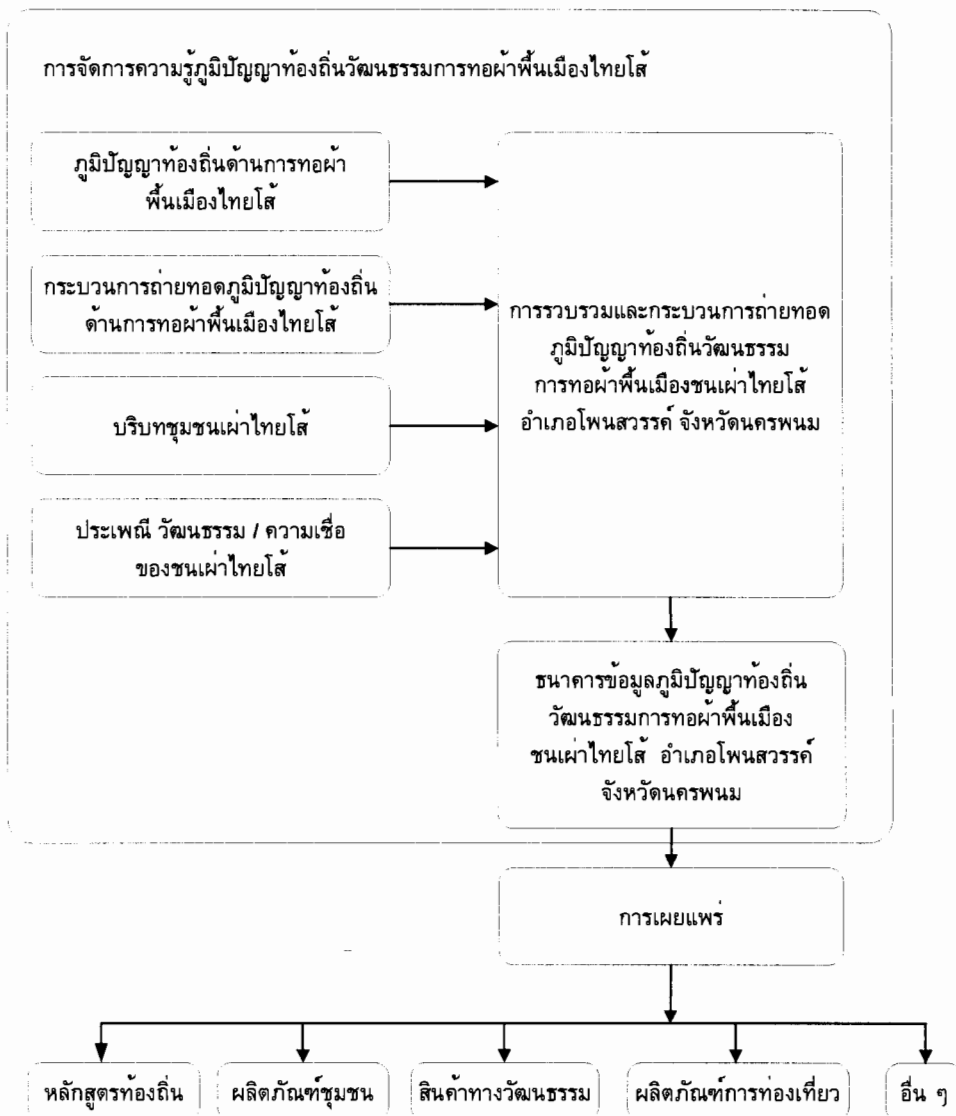 การจัดการความรู้ภูมิปัญญาท้องถิ่นวัฒนธรรมการทอผ้าพื้นเมืองไทยโส้
ภูมิปัญญาท้องถิ่นด้านการทอผ้า
พื้นเมืองไทยโส้
กระบวนการถ่ายทอดภูมิปัญญาท้องถิ่น
ด้านการทอผ้าพื้นเมืองไทยโส้
บริบทชุมชนเผ่าไทยโส้
ประเพณี วัฒนธรรม / ความเชื่อ
ของชนเผ่าไทยโส้
การรวบรวมและกระบวนการถ่ายทอด
ภูมิปัญญาท้องถิ่นวัฒนธรรม
การทอผ้าพื้นเมืองชนเผ่าไทยโส้
อำเภอโพนสวรรค์ จังหวัดนครพนม
ธนาคารข้อมูลภูมิปัญญาท้องถิ่น
วัฒนธรรมการทอผ้าพื้นเมือง
ชนเผ่าไทยโส้ อำเภอโพนสวรรค์
จังหวัดนครพนม
การเผยแพร่
หลักสูตรท้องถิ่น
ผลิตภัณฑ์ชุมชน
สินค้าทางวัฒนธรรม
ผลิตภัณฑ์การท่องเที่ยว
อื่น ๆ